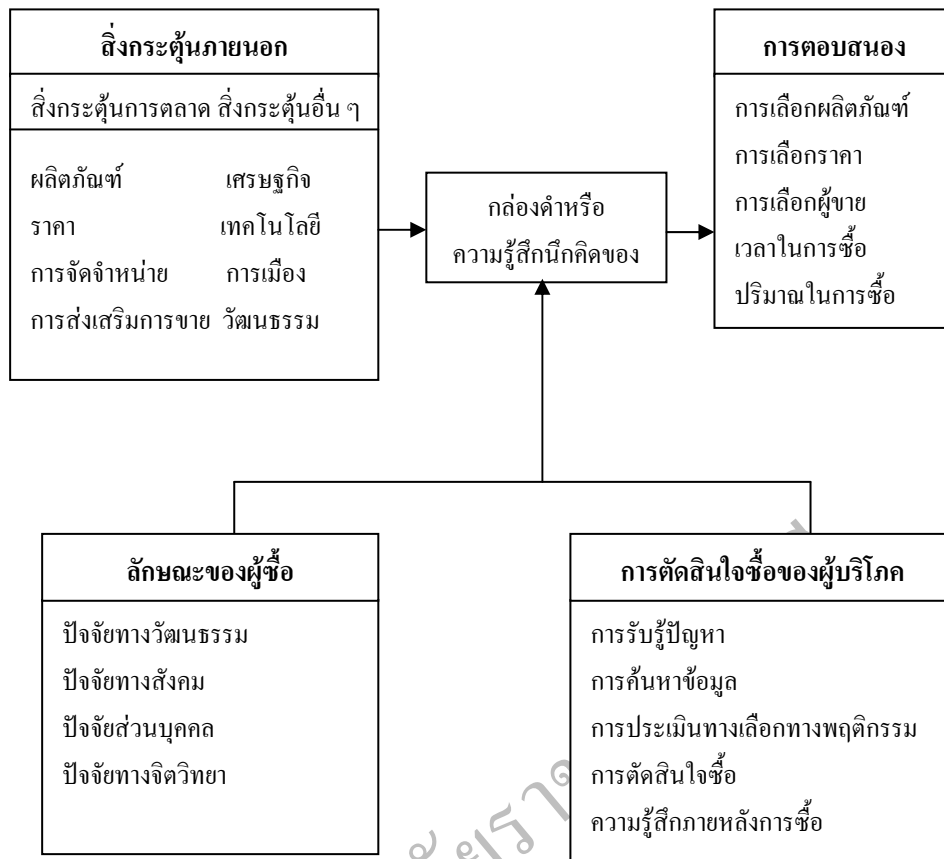 สิ่งกระตุ้นภายนอก
สิ่งกระตุ้นการตลาด สิ่งกระตุ้นอื่น ๆ
ผลิตภัณฑ์ เศรษฐกิจ
ราคา เทคโนโลยี
การจัดจำหน่าย การเมือง
การส่งเสริมการขาย วัฒนธรรม
กล่องดำหรือ
ความรู้สึกนึกคิดของ
การตอบสนอง
การเลือกผลิตภัณฑ์
การเลือกราคา
การเลือกผู้ขาย
เวลาในการซื้อ
ปริมาณในการซื้อ
ลักษณะของผู้ซื้อ
ปัจจัยทางวัฒนธรรม
ปัจจัยทางสังคม
ปัจจัยส่วนบุคคล
ปัจจัยทางจิตวิทยา
การตัดสินใจซื้อของผู้บริโภค
การรับรู้ปัญหา
การค้นหาข้อมูล
การประเมินทางเลือกทางพฤติกรรม
การตัดสินใจซื้อ
ความรู้สึกภายหลังการซื้อ